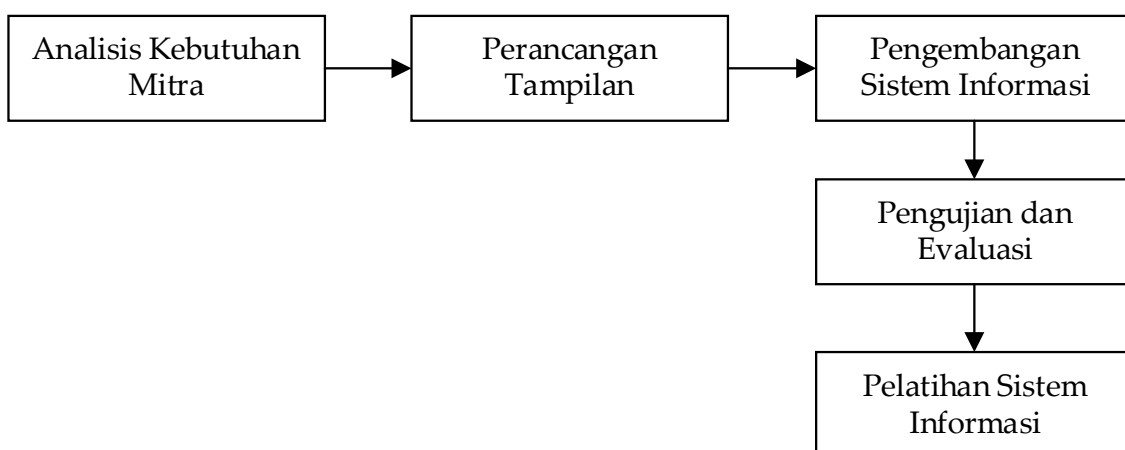 Analisis Kebutuhan
Mitra
Perancangan
Tampilan
Pengembangan
Sistem Informasi
Pengujian dan
Evaluasi
Pelatihan Sistem
Informasi